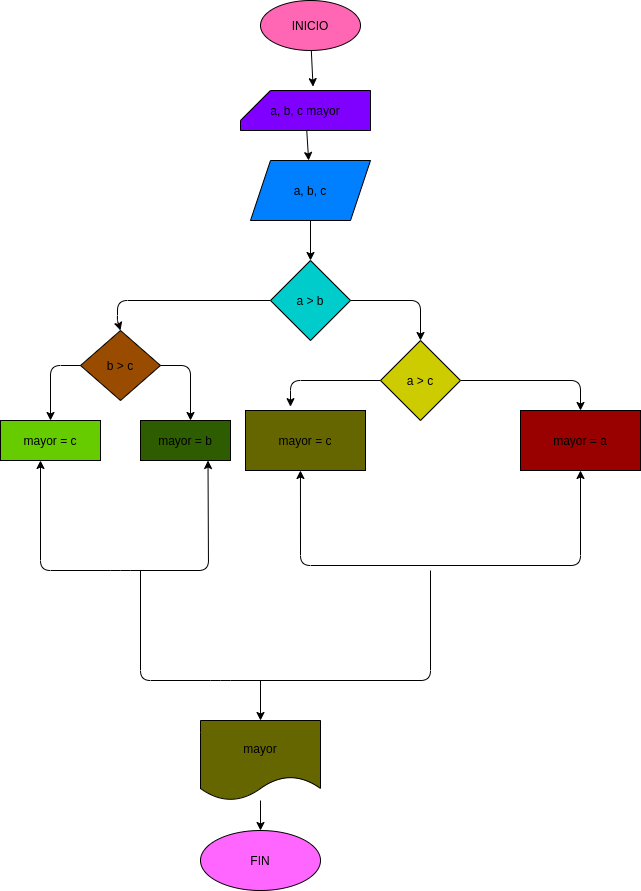 INICIO
a, b, c mayor
a, b, c
a > b
b > c
a > c
mayor = c
mayor = b
mayor = c
mayor = a
mayor
FIN